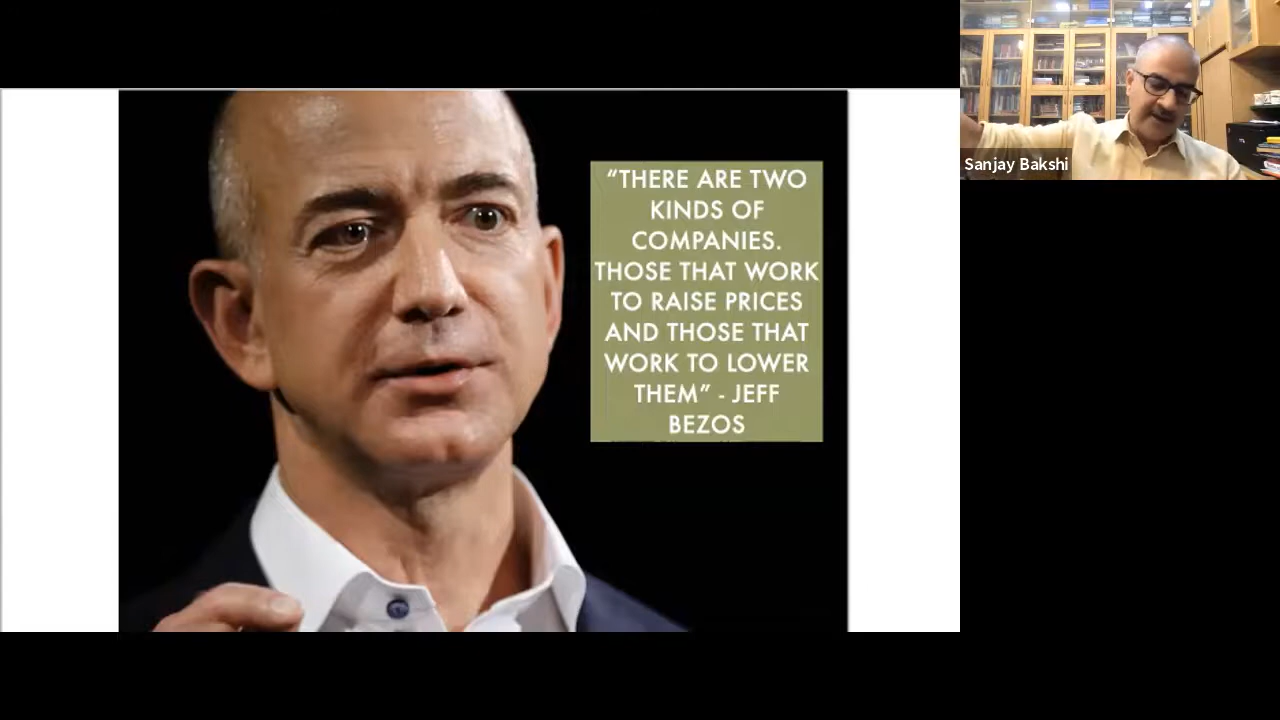 “THERE ARE TWO
KINDS OF
COMPANIES.
THOSE THAT WORK
TO RAISE PRICES
AND THOSE THAT
WORK TO LOWER
THEM” - JEFF
BEZOS
Sanjay Bakshi